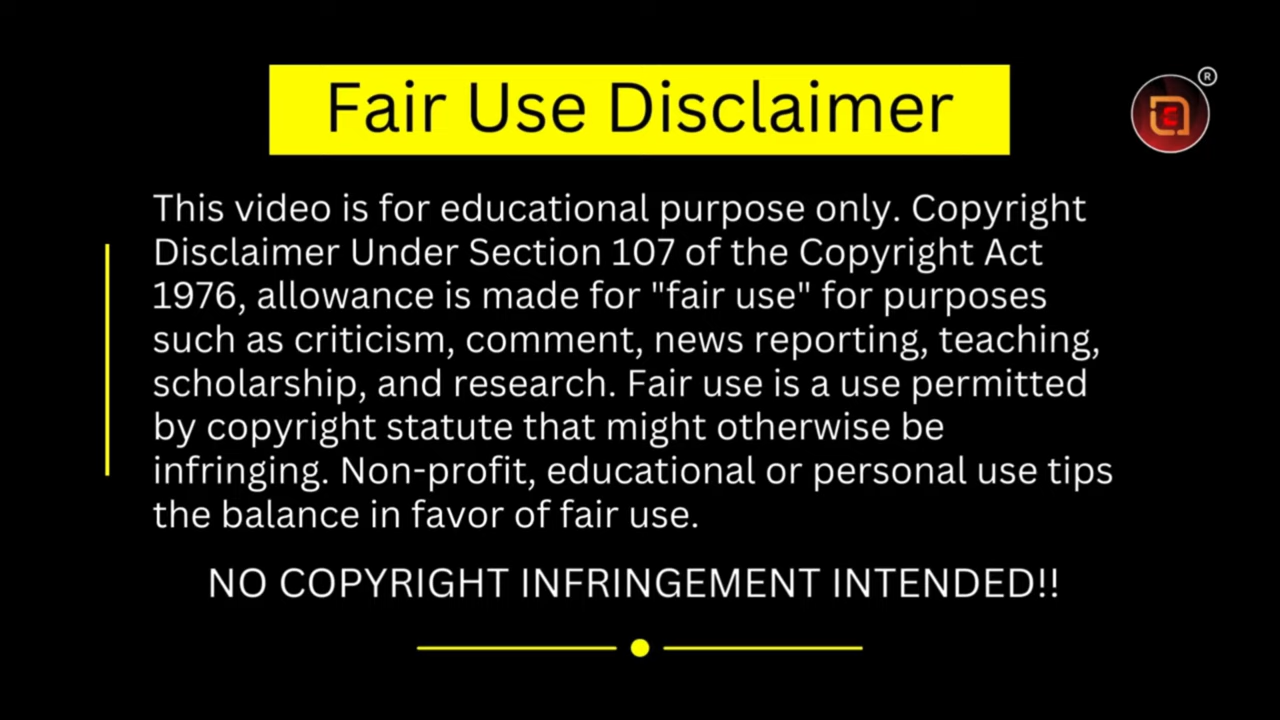 Fair Use Disclaimer
®
This video is for educational purpose only. Copyright
Disclaimer Under Section 107 of the Copyright Act
1976, allowance is made for "fair use" for purposes
such as criticism, comment, news reporting, teaching,
scholarship, and research. Fair use is a use permitted
by copyright statute that might otherwise be
infringing. Non-profit, educational or personal use tips
the balance in favor of fair use.
NO COPYRIGHT INFRINGEMENT INTENDED!!